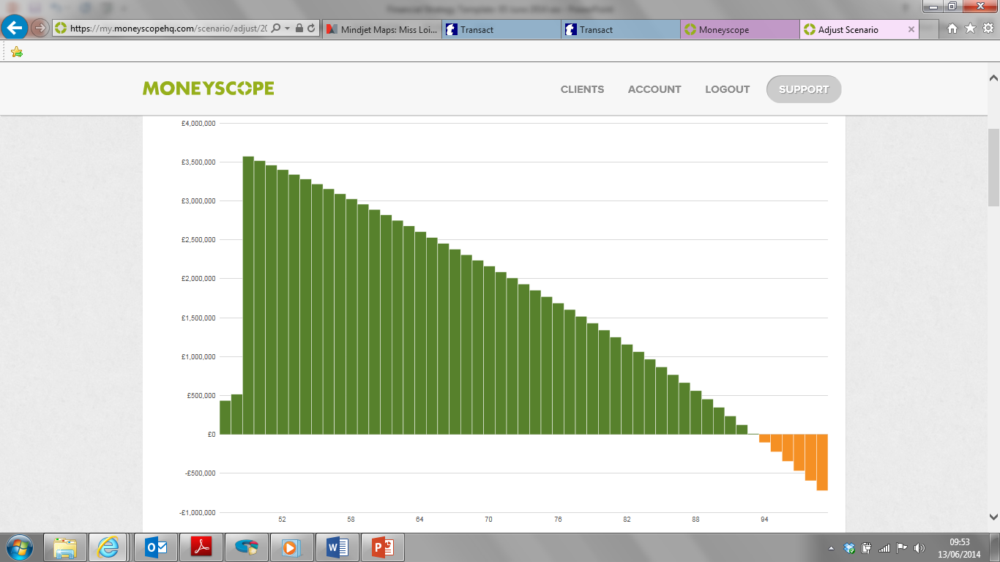 https://my.moneyscopehq.com/scenario/adjust/20
Mindjet Maps: Miss Loi...
Transact
Transact
Moneyscope
Adjust Scenario
MONEYSCOPE
CLIENTS
ACCOUNT
LOGOUT
SUPPORT
£4,000,000
£3,500,000
£3,000,000
£2,500,000
£2,000,000
£1,500,000
£1,000,000
£500,000
£0
-£500,000
-£1,000,000
52 58 64 70 76 82 88 94
09:53
13/06/2014